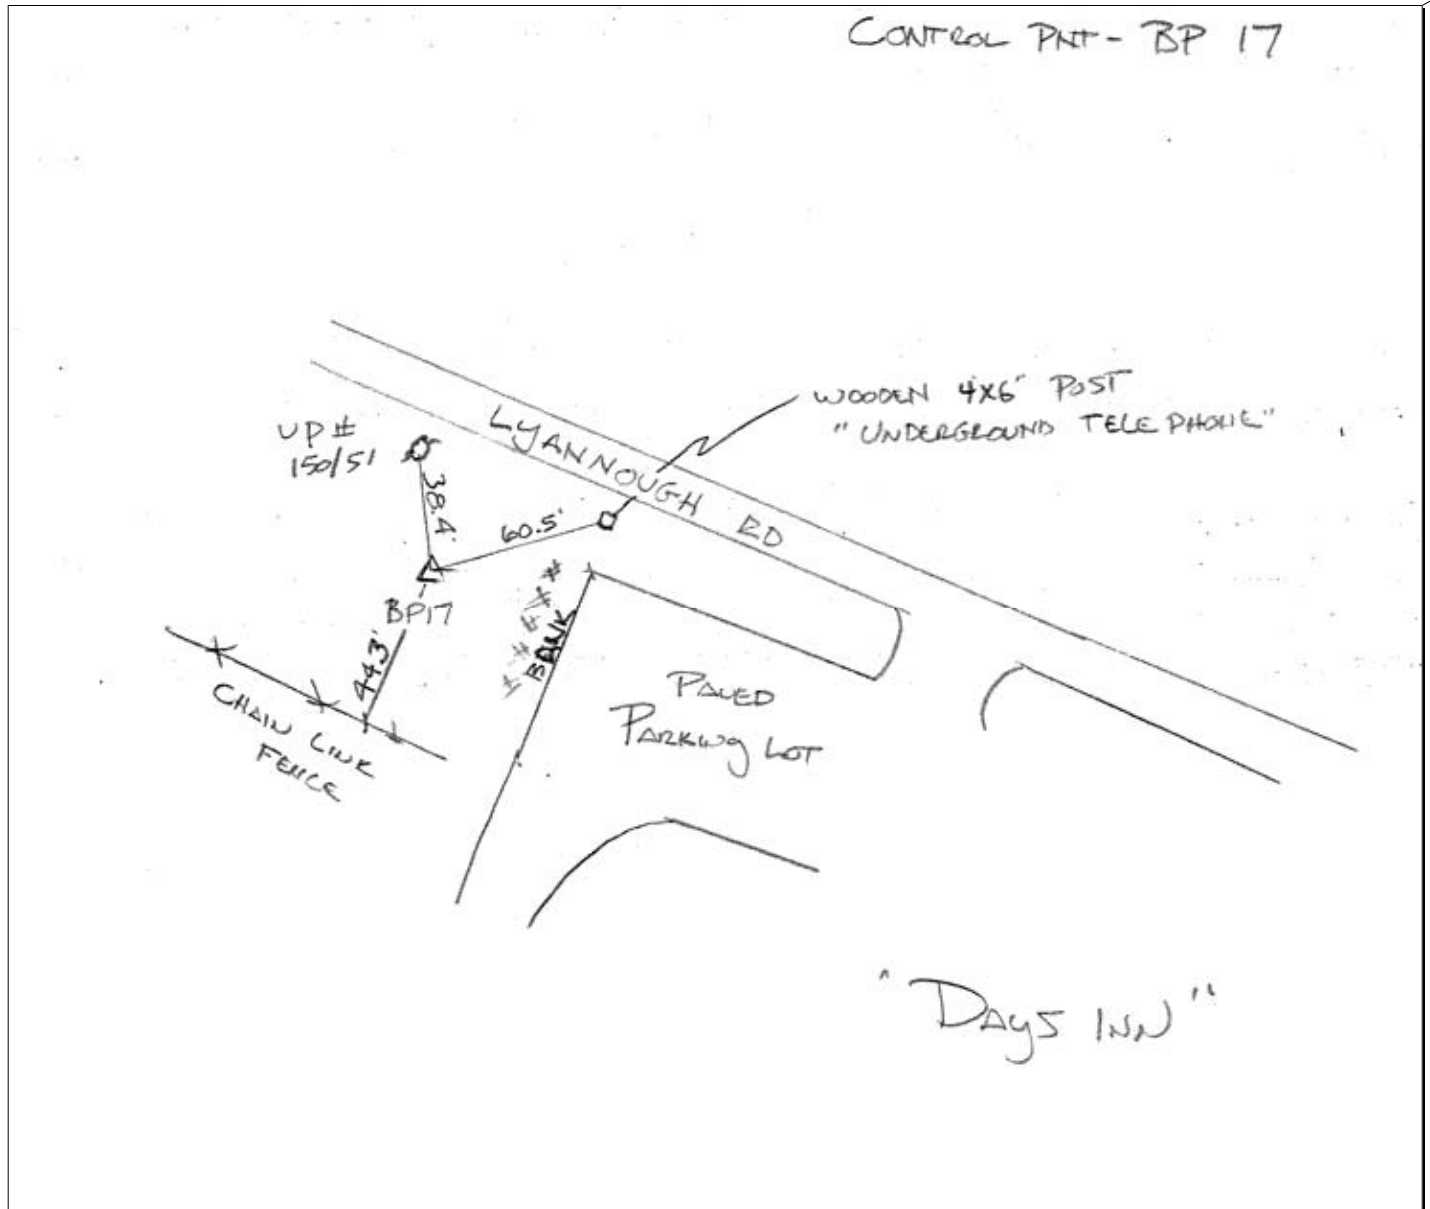 CONTROL PNT - BP 17
WOODEN 4x6" POST
"UNDERGROUND TELEPHONE"
UP #
150/51
LYANNOUGH RD
38.4'
60.5'
BP17
44.3'
BANK
CHAIN LINK
FENCE
PAVED
PARKING LOT
"DAYS INN"